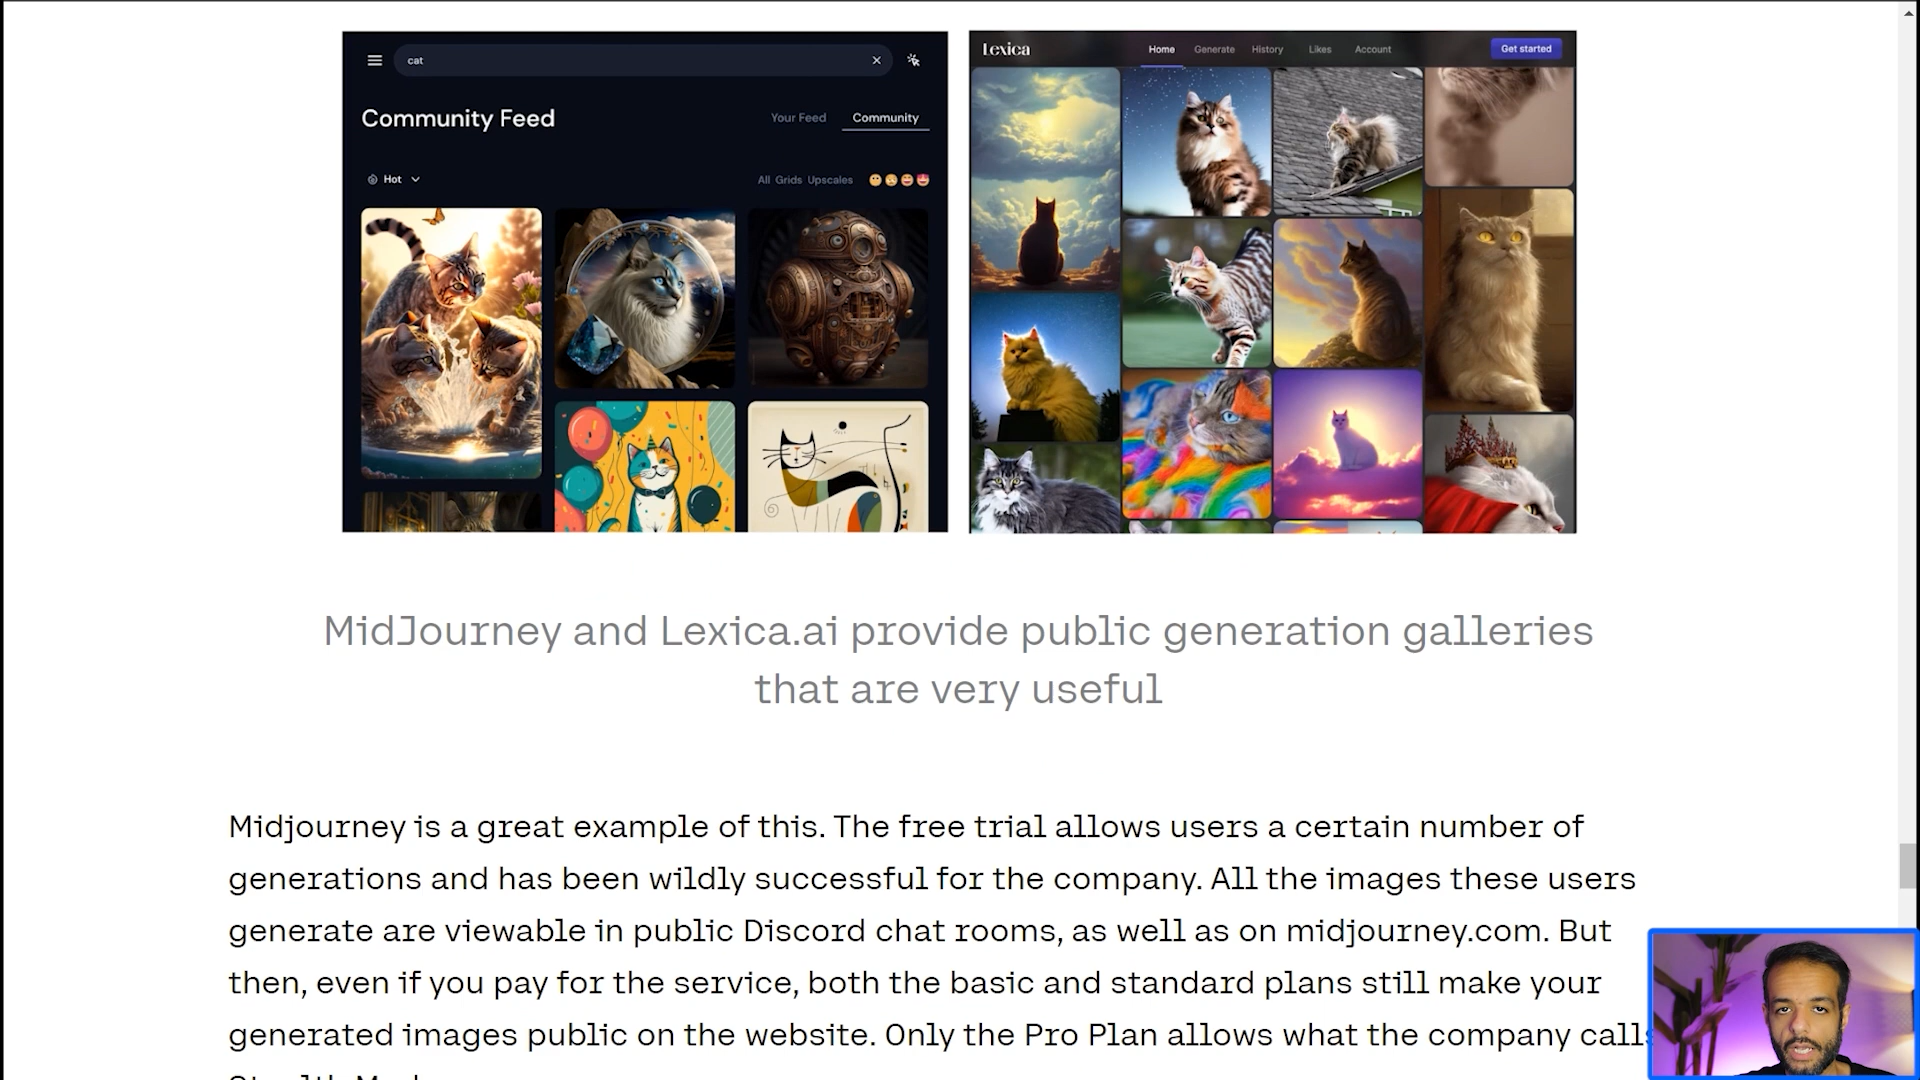 cat
Community Feed
Your Feed
Community
Hot
All Grids Upscales
Lexica
Home
Generate
History
Likes
Account
Get started
MidJourney and Lexica.ai provide public generation galleries
that are very useful
Midjourney is a great example of this. The free trial allows users a certain number of
generations and has been wildly successful for the company. All the images these users
generate are viewable in public Discord chat rooms, as well as on midjourney.com. But
then, even if you pay for the service, both the basic and standard plans still make your
generated images public on the website. Only the Pro Plan allows what the company calls